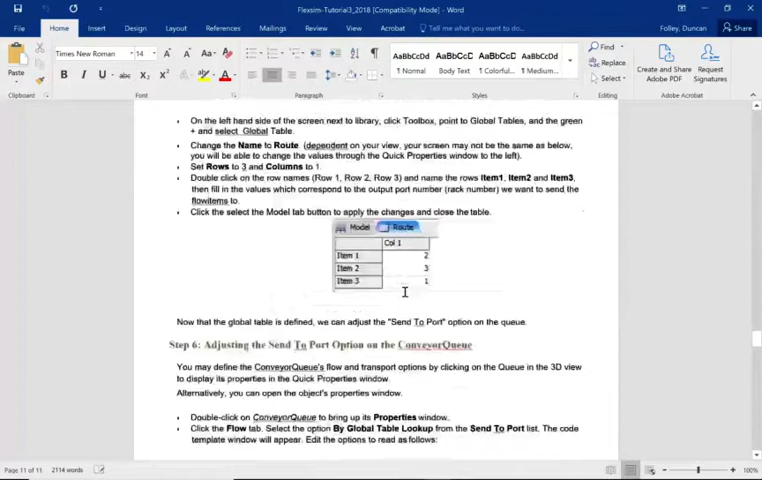 Flexsim-Tutorial3_2018 [Compatibility Mode] - Word
Folley, Duncan
File Home Insert Draw Design Layout References Mailings Review View Acrobat Tell me what you want to do... Share
Times New Roman 14 Aa
Find
Replace
Select
AaBbCcDd AaBbC AaBbC AaBbCcDd
1 Normal Body Text 1 Colorful... 1 Medium...
Paste
B I U abc X₂ X²
Create and Share Adobe PDF
Request Signatures
Clipboard Font Paragraph Styles Editing Adobe Acrobat
• On the left hand side of the screen next to library, click Toolbox, point to Global Tables, and the green
+ and select Global Table.
• Change the Name to Route (dependent on your view, your screen may not be the same as below,
you will be able to change the values through the Quick Properties window to the left).
• Set Rows to 3 and Columns to 1.
• Double click on the row names (Row 1, Row 2, Row 3) and name the rows Item1, Item2 and Item3,
then fill in the values which correspond to the output port number (rack number) we want to send the
flowitems to.
• Click the select the Model tab button to apply the changes and close the table.
Model Route
Col 1
Item 1 2
Item 2 3
Item 3 1
Now that the global table is defined, we can adjust the "Send To Port" option on the queue.
Step 6: Adjusting the Send To Port Option on the ConveyorQueue
You may define the ConveyorQueue's flow and transport options by clicking on the Queue in the 3D view
to display its properties in the Quick Properties window
Alternatively, you can open the object's properties window.
• Double-click on ConveyorQueue to bring up its Properties window.
• Click the Flow tab. Select the option By Global Table Lookup from the Send To Port list. The code
template window will appear. Edit the options to read as follows:
Page 11 of 11 2114 words 100%